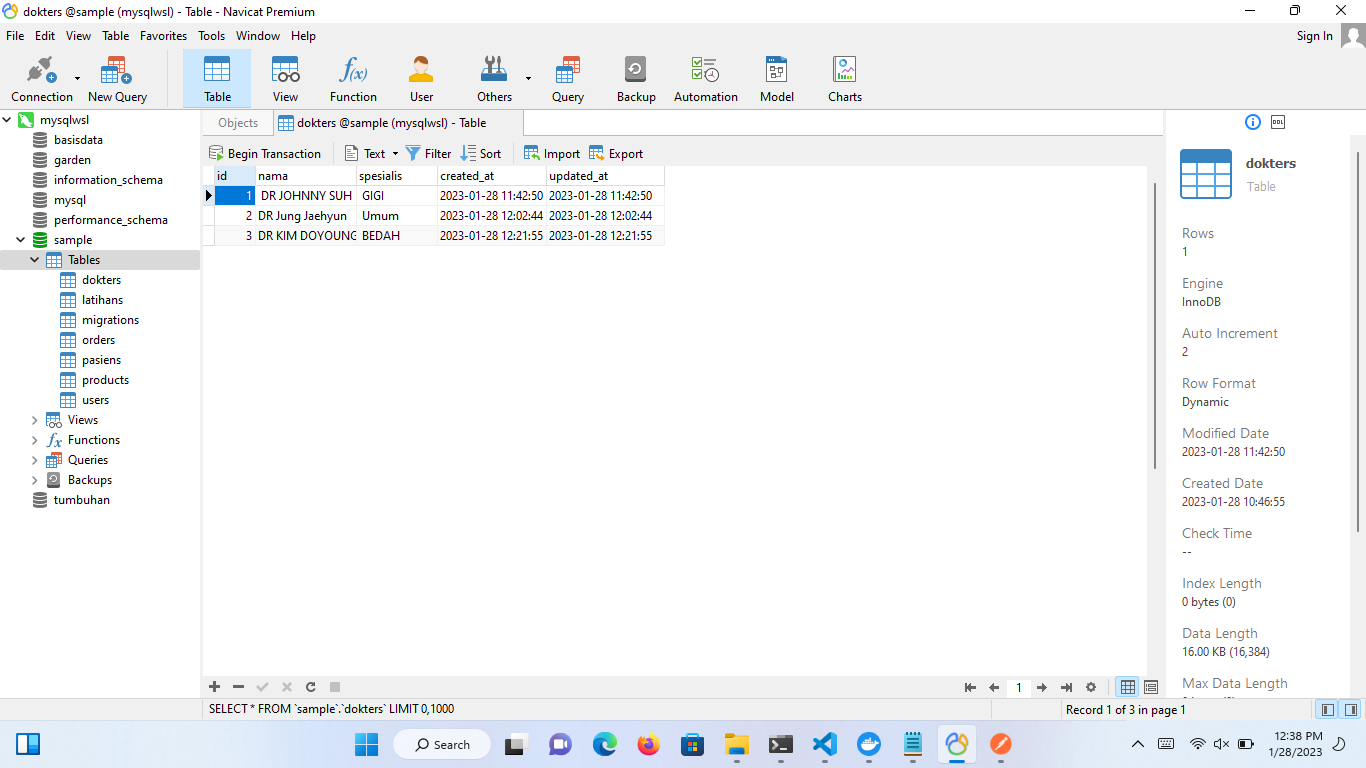 dokters @sample (mysqlwsl) - Table - Navicat Premium
File Edit View Table Favorites Tools Window Help Sign In
Connection New Query Table View Function User Others Query Backup Automation Model Charts
mysqlwsl
basisdata
garden
information_schema
mysql
performance_schema
sample
Tables
dokters
latihans
migrations
orders
pasiens
products
users
Views
Functions
Queries
Backups
tumbuhan
Objects dokters @sample (mysqlwsl) - Table
Begin Transaction Text Filter Sort Import Export
id nama spesialis created_at updated_at
1 DR JOHNNY SUH GIGI 2023-01-28 11:42:50 2023-01-28 11:42:50
2 DR Jung Jaehyun Umum 2023-01-28 12:02:44 2023-01-28 12:02:44
3 DR KIM DOYOUNG BEDAH 2023-01-28 12:21:55 2023-01-28 12:21:55
DDL
dokters
Table
Rows
1
Engine
InnoDB
Auto Increment
2
Row Format
Dynamic
Modified Date
2023-01-28 11:42:50
Created Date
2023-01-28 10:46:55
Check Time
--
Index Length
0 bytes (0)
Data Length
16.00 KB (16,384)
Max Data Length
1
SELECT * FROM `sample`.`dokters` LIMIT 0,1000
Record 1 of 3 in page 1
Search
12:38 PM
1/28/2023